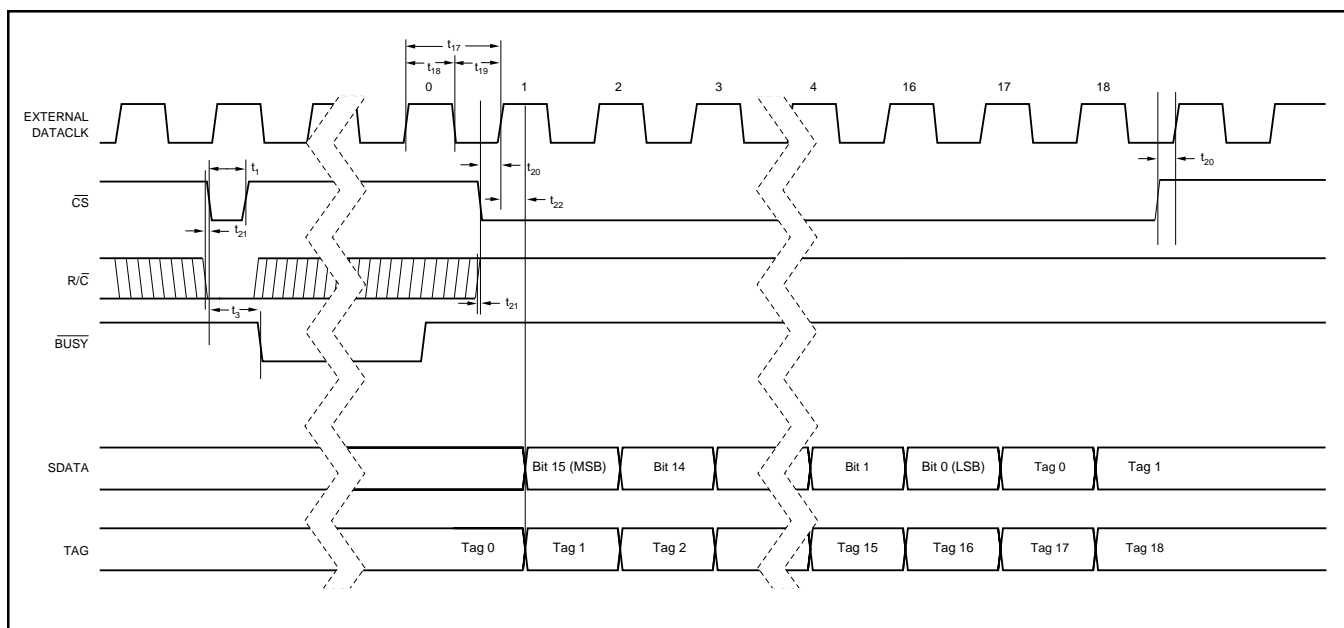 t17
t18 t19
0 1 2 3 4 16 17 18
EXTERNAL
DATACLK
t20 t20
t1
C̅S̅
t22
t21
R/C̅
t21
t3
B̅U̅S̅Y̅
SDATA Bit 15 (MSB) Bit 14 Bit 1 Bit 0 (LSB) Tag 0 Tag 1
TAG Tag 0 Tag 1 Tag 2 Tag 15 Tag 16 Tag 17 Tag 18